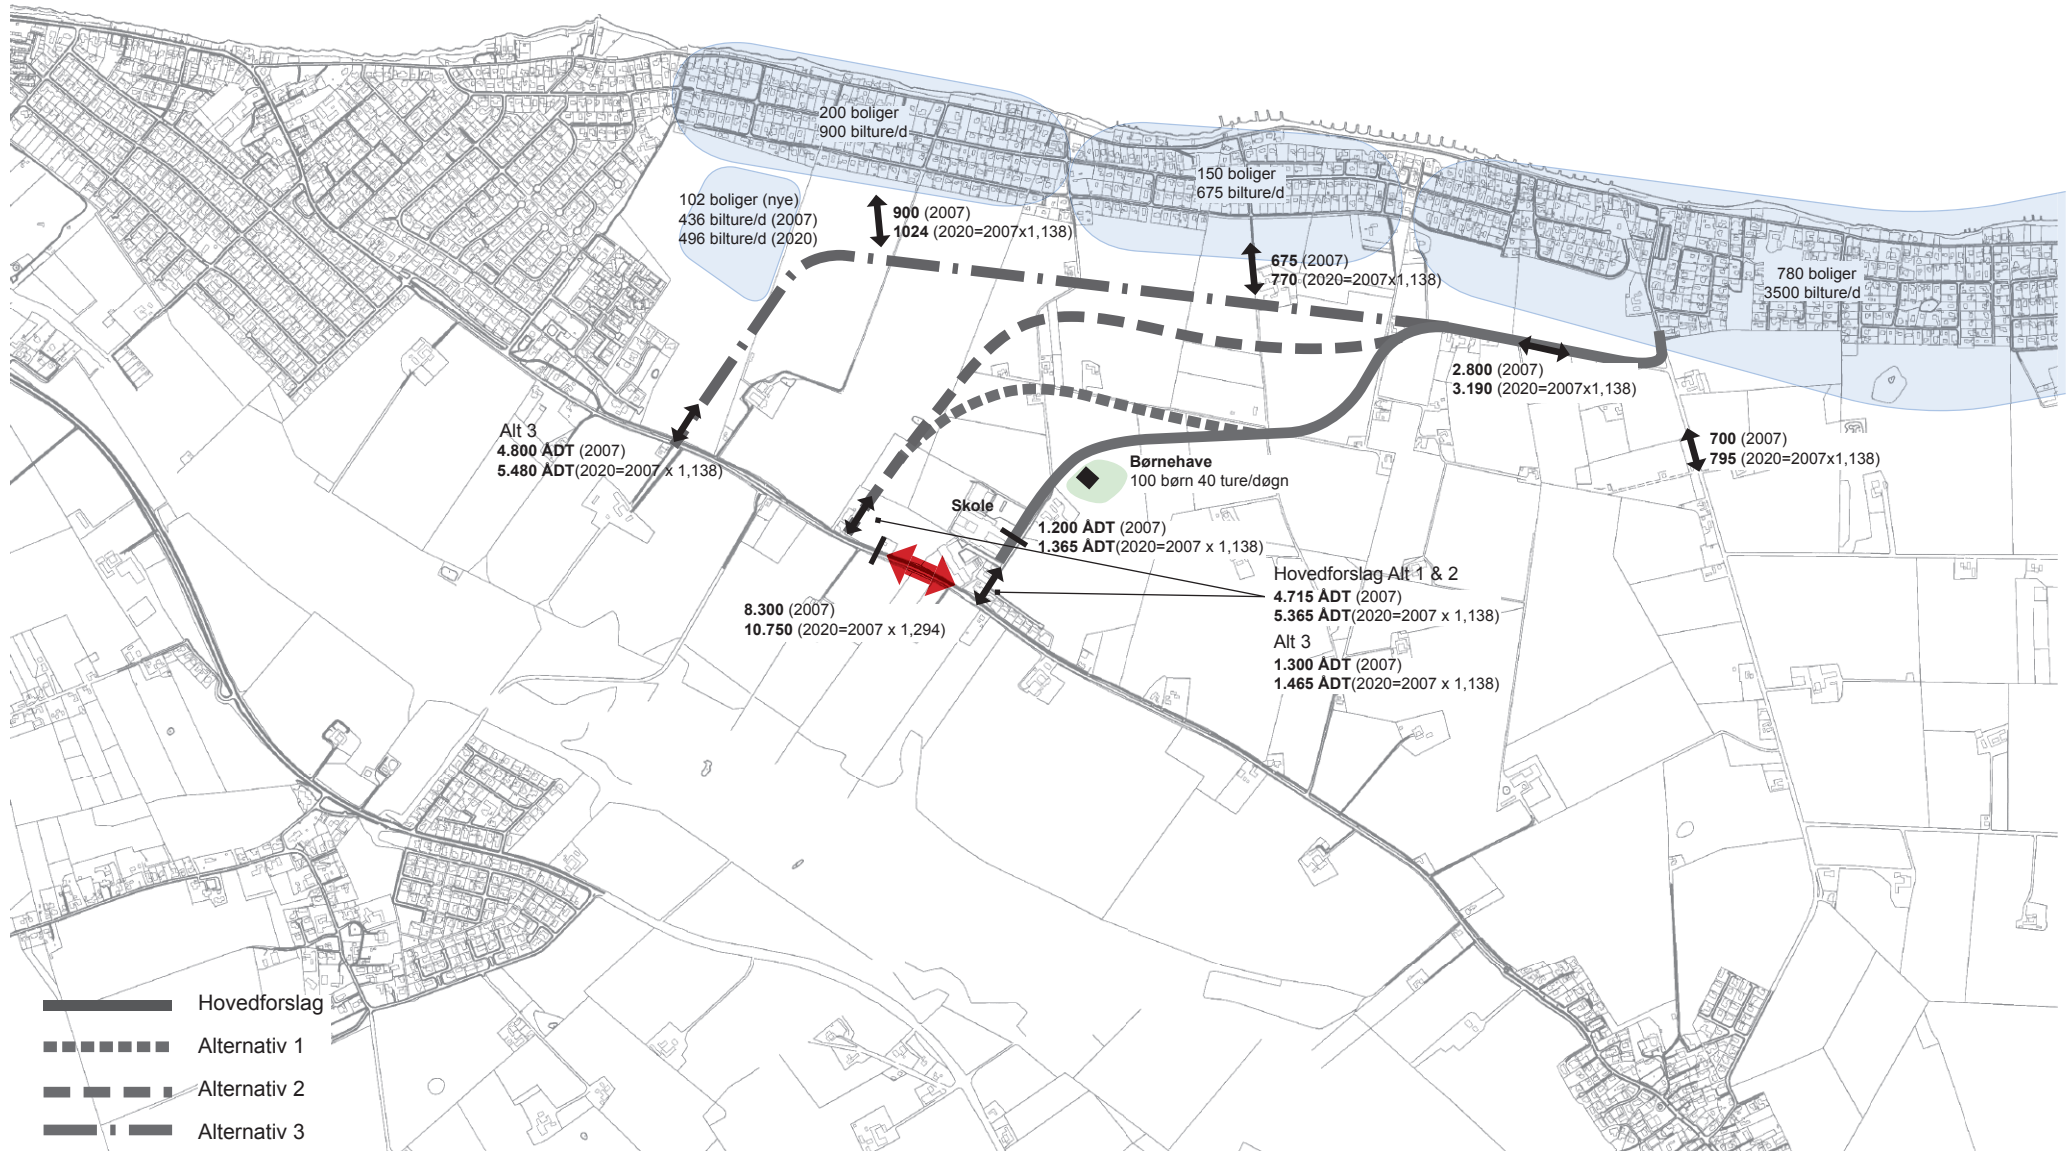 200 boliger
900 bilture/d
150 boliger
675 bilture/d
102 boliger (nye)
436 bilture/d (2007)
496 bilture/d (2020)
900 (2007)
1024 (2020=2007x1,138)
675 (2007)
770 (2020=2007x1,138)
780 boliger
3500 bilture/d
2.800 (2007)
3.190 (2020=2007x1,138)
Alt 3
4.800 ÅDT (2007)
5.480 ÅDT(2020=2007 x 1,138)
700 (2007)
795 (2020=2007x1,138)
Børnehave
100 børn 40 ture/døgn
Skole
1.200 ÅDT (2007)
1.365 ÅDT(2020=2007 x 1,138)
Hovedforslag Alt 1 & 2
4.715 ÅDT (2007)
5.365 ÅDT(2020=2007 x 1,138)
Alt 3
1.300 ÅDT (2007)
1.465 ÅDT(2020=2007 x 1,138)
8.300 (2007)
10.750 (2020=2007 x 1,294)
Hovedforslag
Alternativ 1
Alternativ 2
Alternativ 3